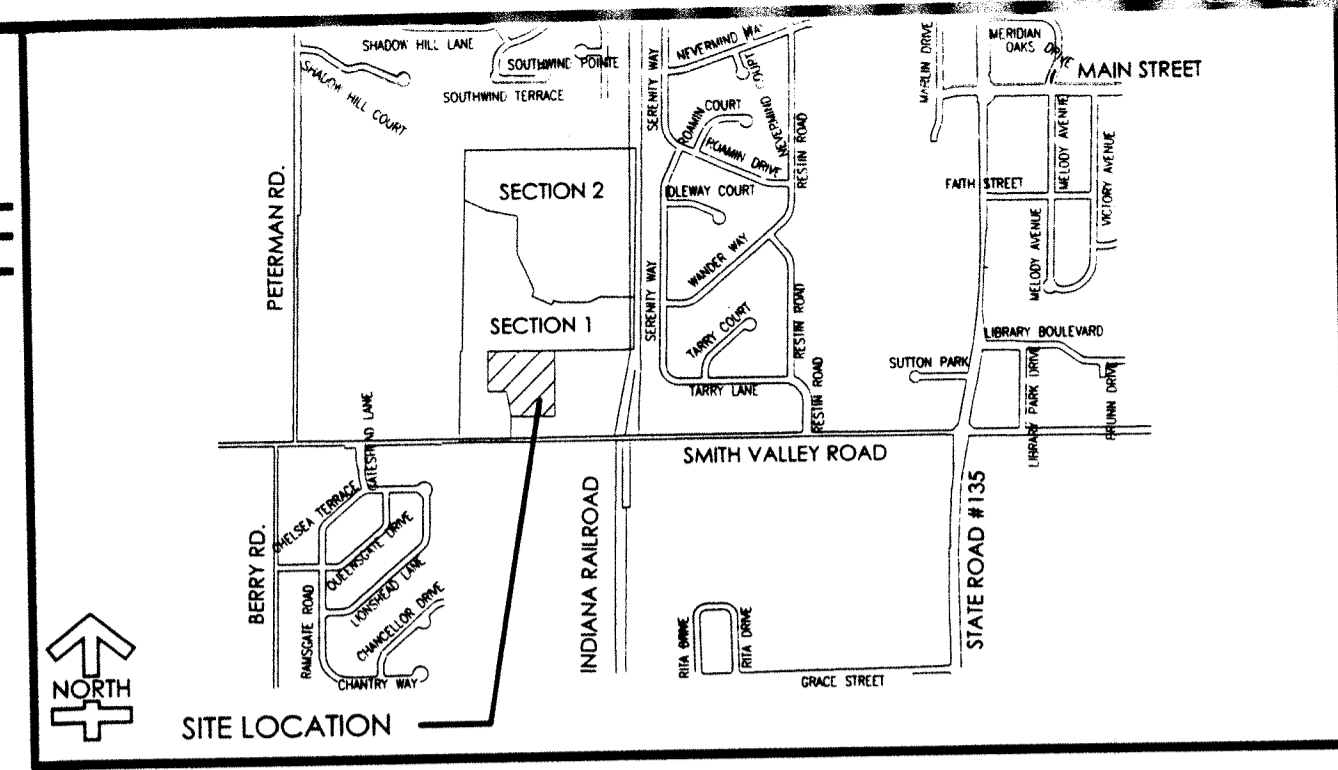 SHADOW HILL LANE
SHADOW HILL COURT
SOUTHWIND POINTE
SOUTHWIND TERRACE
SERENITY WAY
NEVERMIND WA
NEVERMIND COURT
ROAMIN COURT
ROAMIN DRIVE
RESTIN ROAD
MARLIN DRIVE
MERIDIAN
OAKS DRIVE
MAIN STREET
PETERMAN RD.
SECTION 2
IDLEWAY COURT
FAITH STREET
MELODY AVENUE
VICTORY AVENUE
MELODY AVENUE
WANDER WAY
SERENITY WAY
SECTION 1
TARRY COURT
RESTIN ROAD
LIBRARY BOULEVARD
SUTTON PARK
TARRY LANE
RESTIN ROAD
LIBRARY PARK DRIVE
DRIVE
GATESHEAD LANE
SMITH VALLEY ROAD
CHELSEA TERRACE
QUEENSGATE DRIVE
LIONSHEAD LANE
CHANCELLOR DRIVE
BERRY RD.
RAMSGATE ROAD
INDIANA RAILROAD
STATE ROAD #135
RITA DRIVE
RITA DRIVE
CHANTRY WAY
GRACE STREET
NORTH
SITE LOCATION